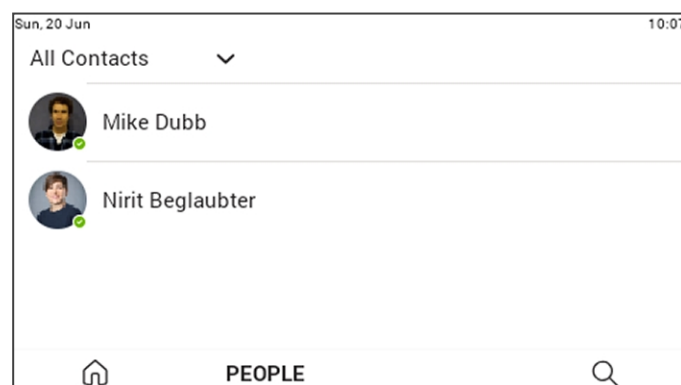 Sun, 20 Jun 10:07
All Contacts
Mike Dubb
Nirit Beglaubter
PEOPLE